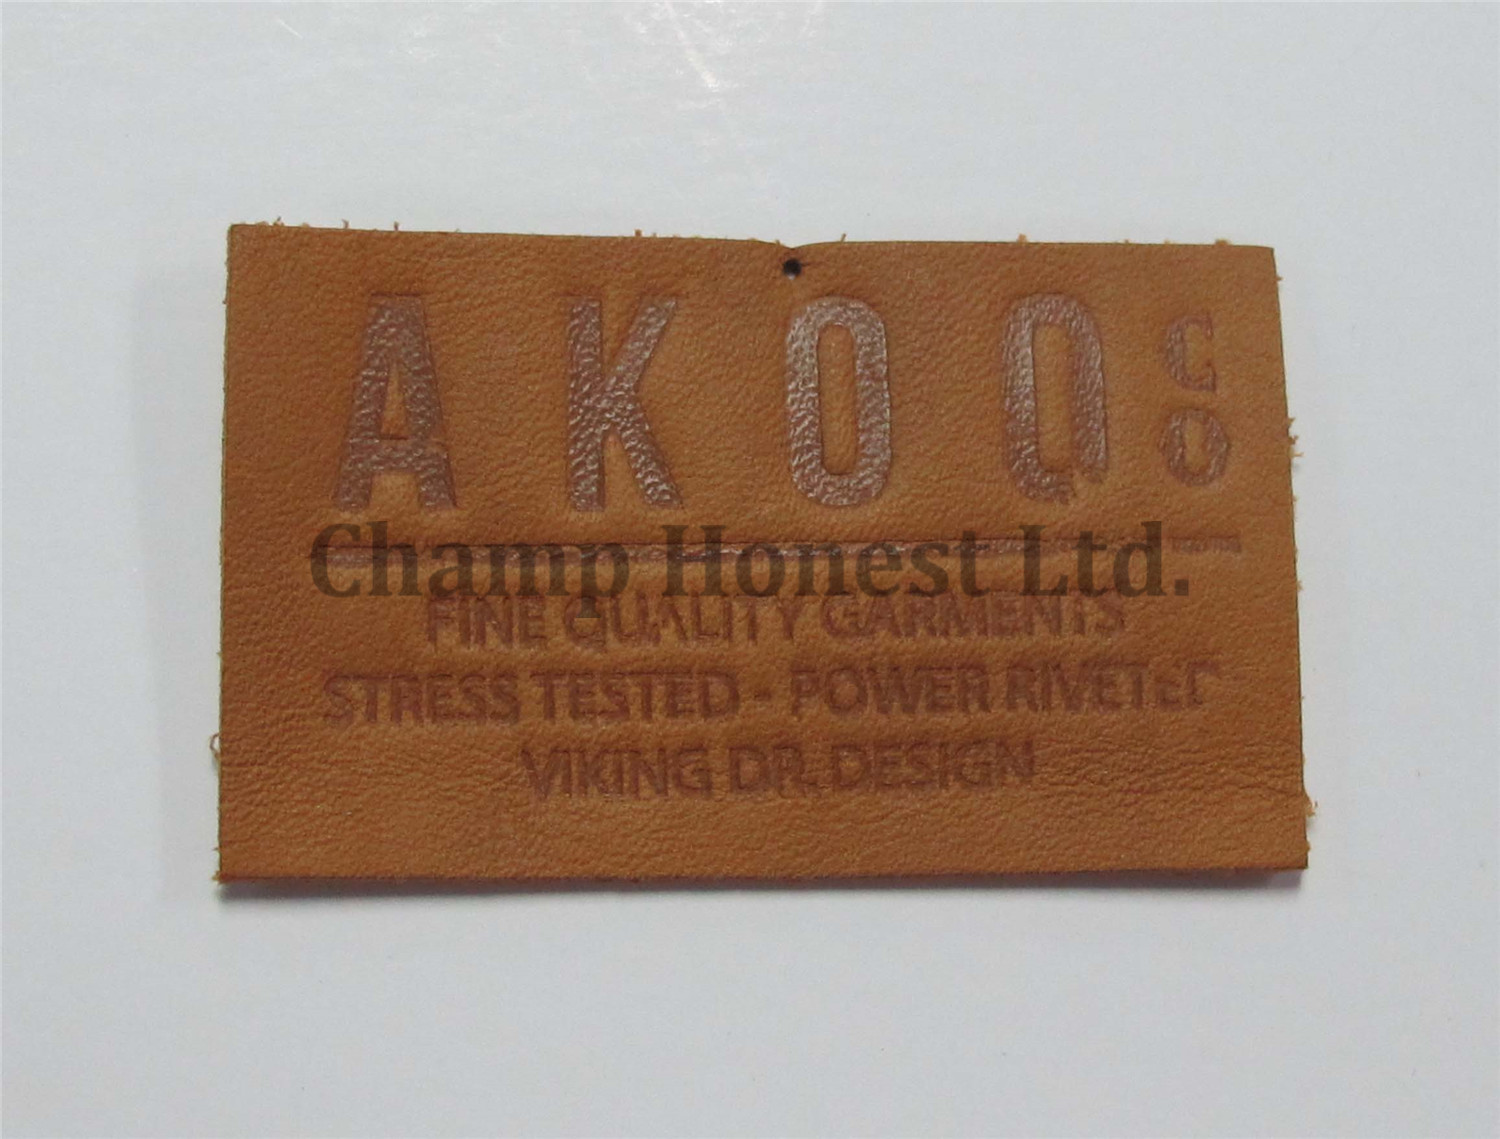 AKOO CO
Champ Honest Ltd.
FINE QUALITY GARMENTS
STRESS TESTED - POWER RIVETED
VIKING DR. DESIGN